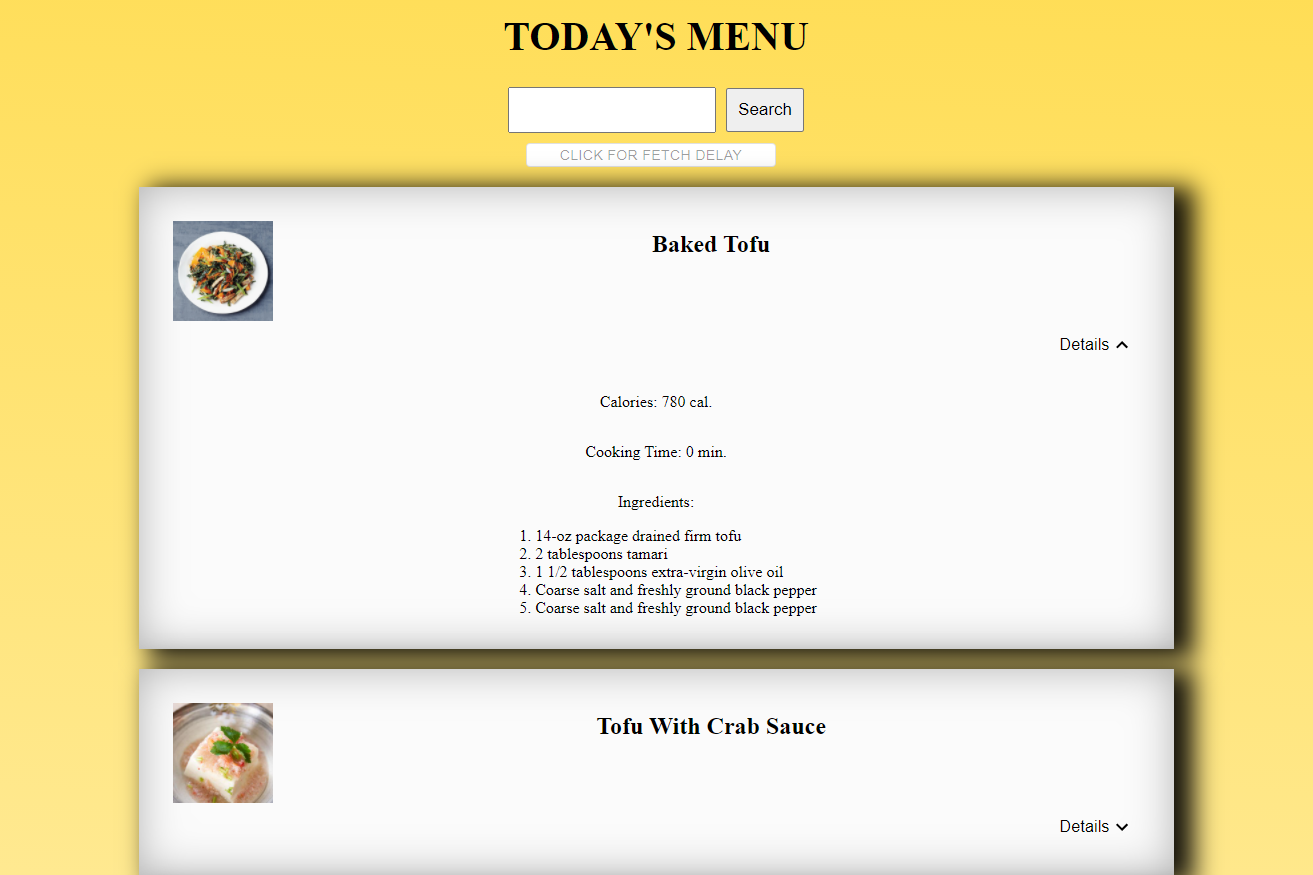 TODAY'S MENU
Search
CLICK FOR FETCH DELAY
Baked Tofu
Details
Calories: 780 cal.
Cooking Time: 0 min.
Ingredients:
1. 14-oz package drained firm tofu
2. 2 tablespoons tamari
3. 1 1/2 tablespoons extra-virgin olive oil
4. Coarse salt and freshly ground black pepper
5. Coarse salt and freshly ground black pepper
Tofu With Crab Sauce
Details